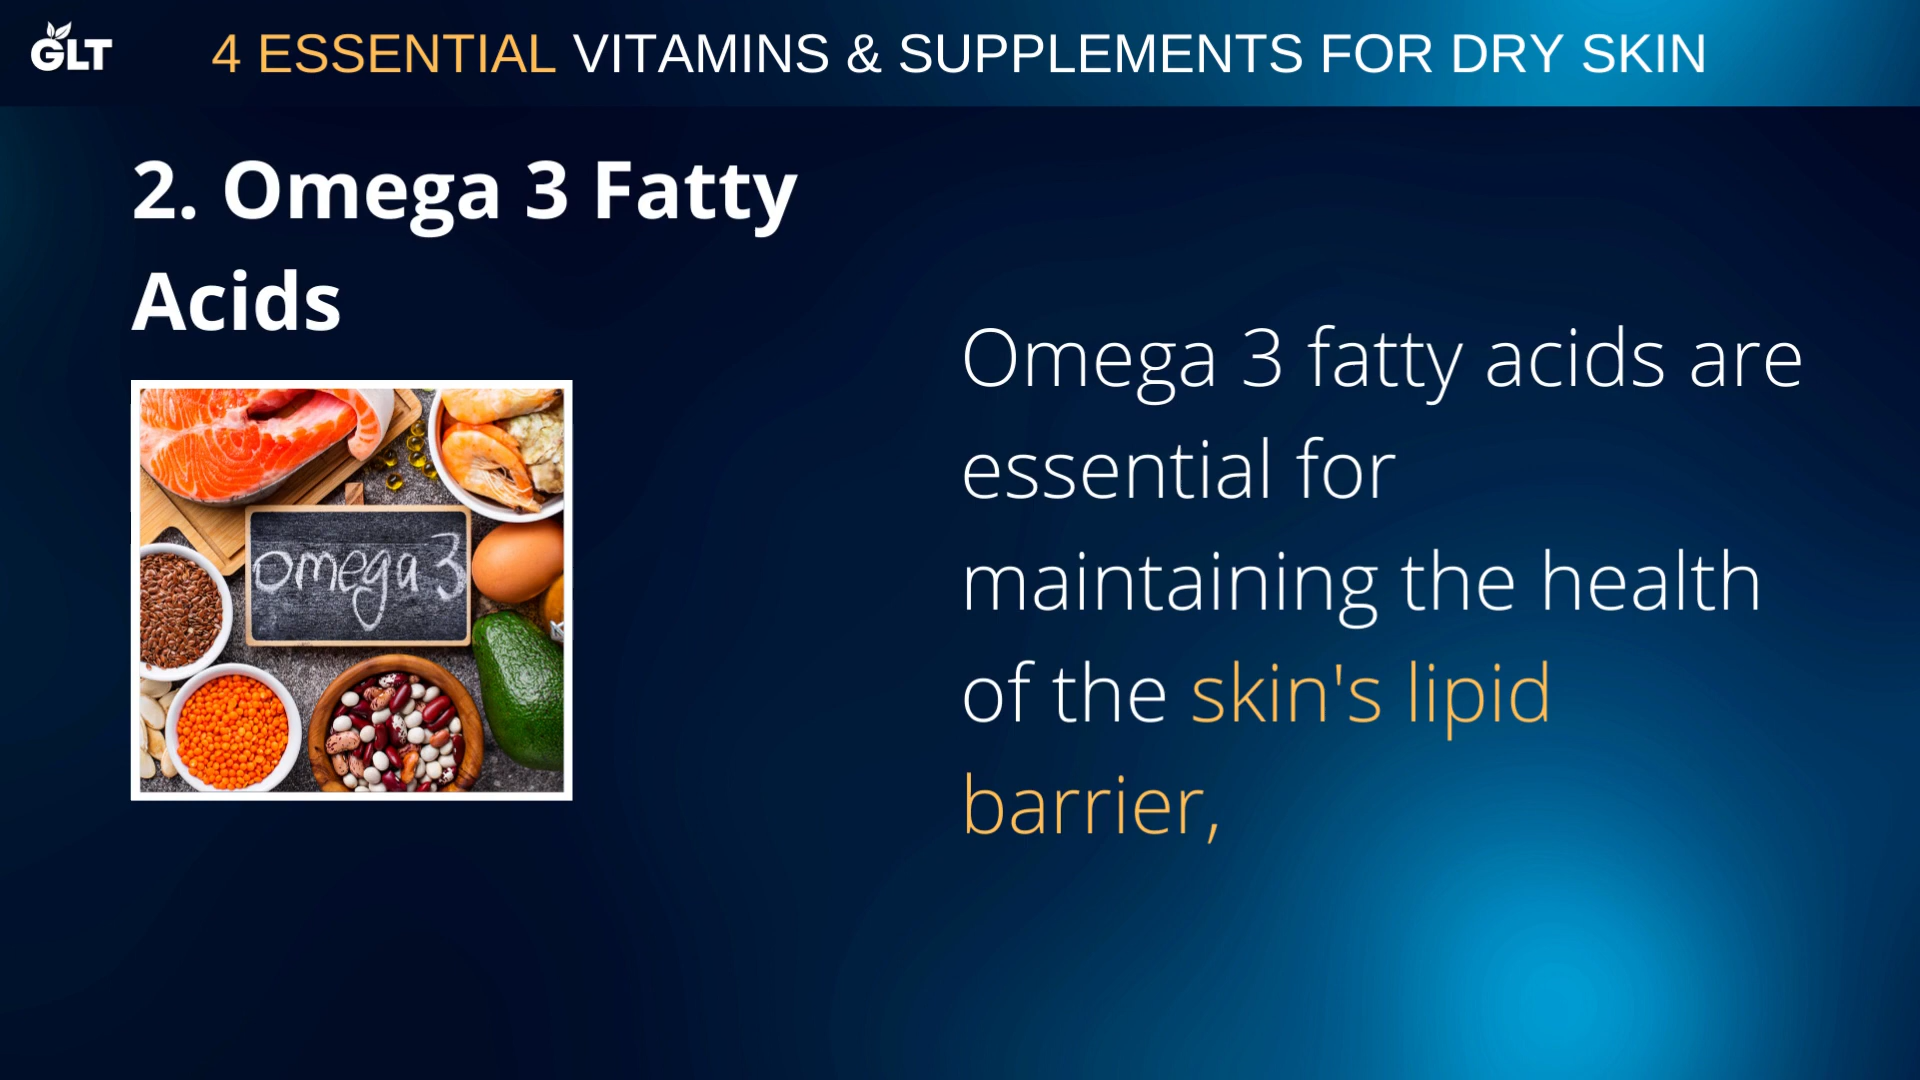 GLT
4 ESSENTIAL VITAMINS & SUPPLEMENTS FOR DRY SKIN
2. Omega 3 Fatty
Acids
omega 3
Omega 3 fatty acids are
essential for
maintaining the health
of the skin's lipid
barrier,